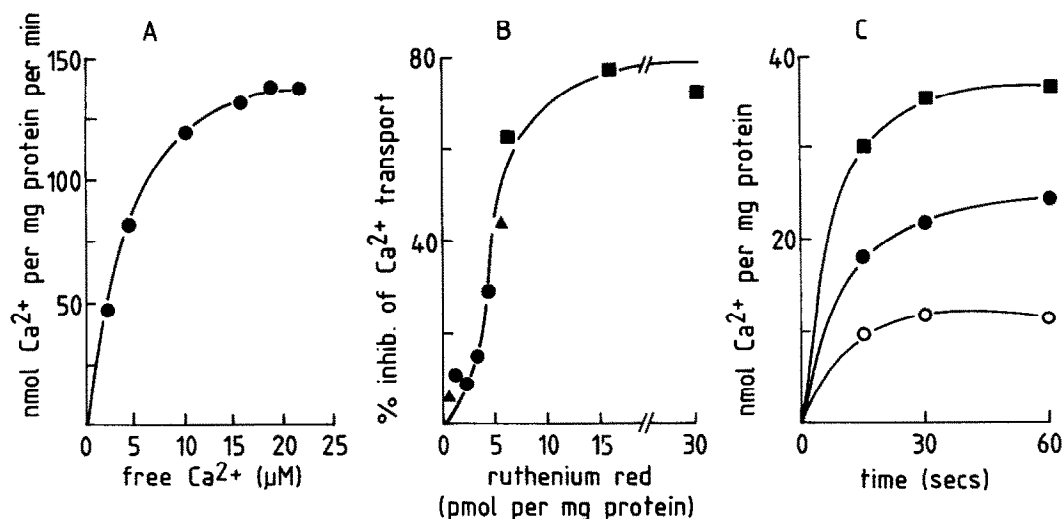 A
nmol Ca²⁺ per mg protein per min
150
100
50
0
0 5 10 15 20 25
free Ca²⁺ (µM)
B
% inhib. of Ca²⁺ transport
80
40
0 5 10 15 30
ruthenium red
(pmol per mg protein)
C
nmol Ca²⁺ per mg protein
40
20
0 30 60
time (secs)